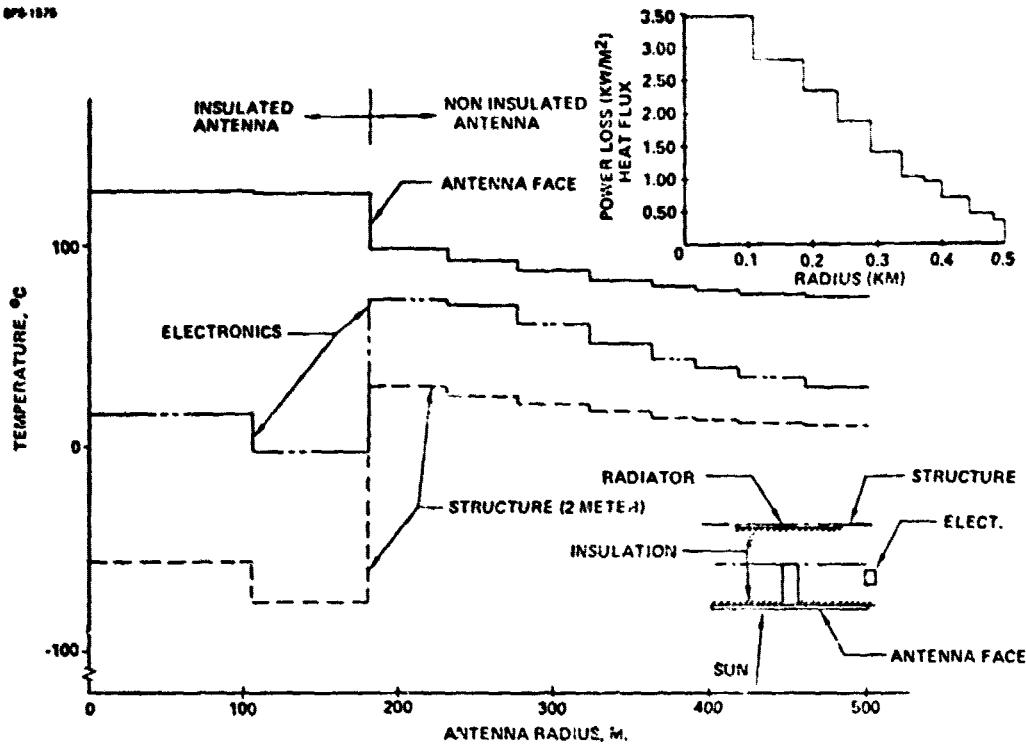 SPS-1576
INSULATED
ANTENNA
NON INSULATED
ANTENNA
ANTENNA FACE
ELECTRONICS
STRUCTURE (2 METER)
TEMPERATURE, °C
100
0
-100
0
100
200
300
400
500
ANTENNA RADIUS, M.
POWER LOSS (KW/M²)
HEAT FLUX
3.50
3.00
2.50
2.00
1.50
1.00
0.50
0
0.1
0.2
0.3
0.4
0.5
RADIUS (KM)
RADIATOR
STRUCTURE
ELECT.
INSULATION
ANTENNA FACE
SUN